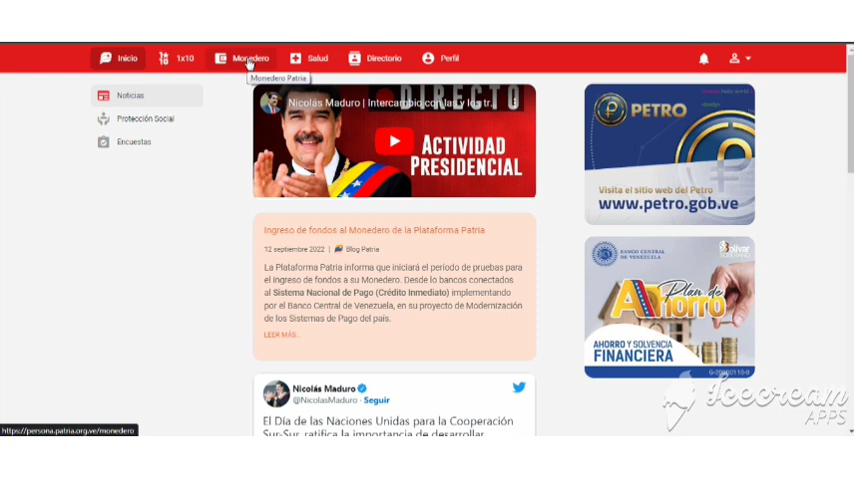 Inicio
1x10
Monedero
Salud
Directorio
Perfil
Monedero Patria
Noticias
Protección Social
Encuestas
DIRECTO
Nicolás Maduro | Intercambio con las y los tr...
ACTIVIDAD
PRESIDENCIAL
PETRO
Visita el sitio web del Petro
www.petro.gob.ve
Ingreso de fondos al Monedero de la Plataforma Patria
12 septiembre 2022 | Blog Patria
La Plataforma Patria informa que iniciará el período de pruebas para
el ingreso de fondos a su Monedero. Desde lo bancos conectados
al Sistema Nacional de Pago (Crédito Inmediato) implementando
por el Banco Central de Venezuela, en su proyecto de Modernización
de los Sistemas de Pago del país.
LEER MÁS...
BANCO CENTRAL
DE VENEZUELA
Plan de
Ahorro
AHORRO Y SOLVENCIA
FINANCIERA
Nicolás Maduro
@NicolasMaduro · Seguir
El Día de las Naciones Unidas para la Cooperación
Sur-Sur, ratifica la importancia de desarrollar
Icecream
APPS
https://persona.patria.org.ve/monedero